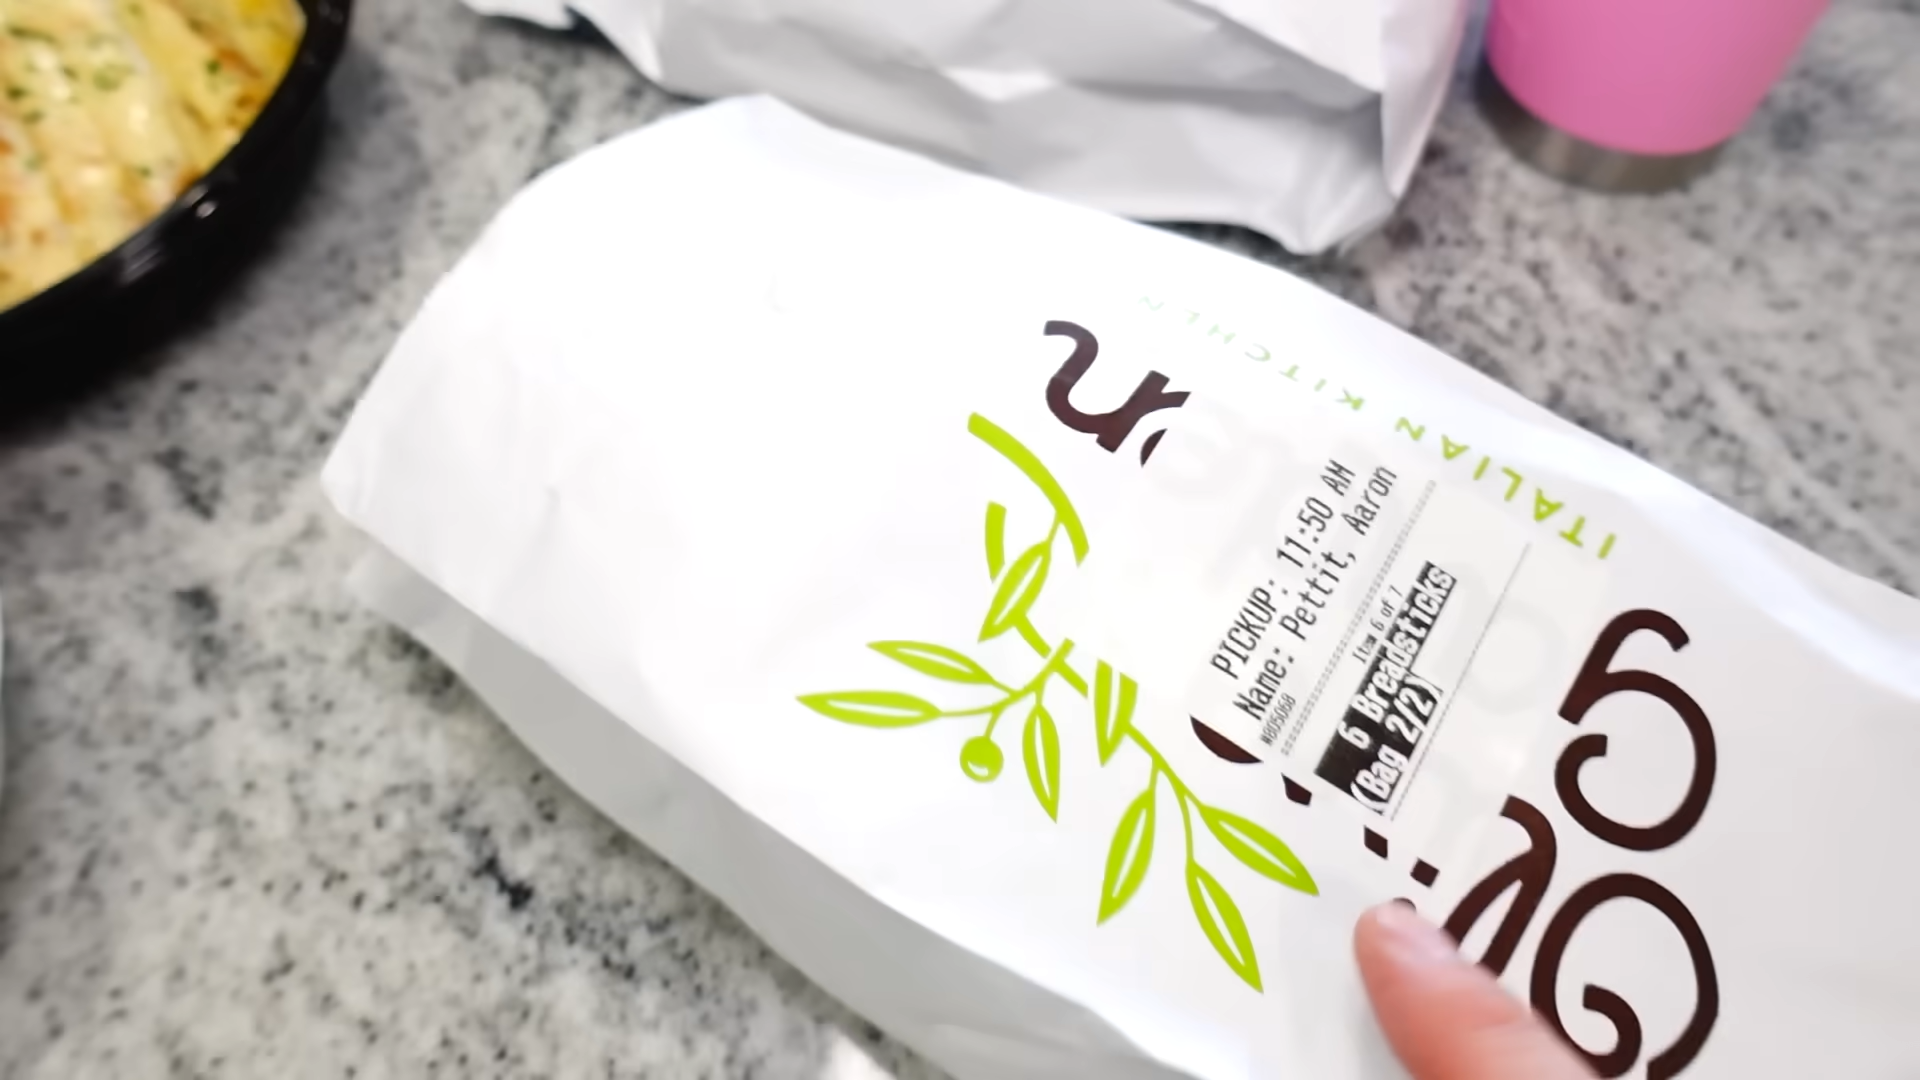 PICKUP: 11:50 AM
Name: Pettit, Aaron
Item 6 of 7
6 Breadsticks
(Bag 2/2)
ITALIAN KITCHEN